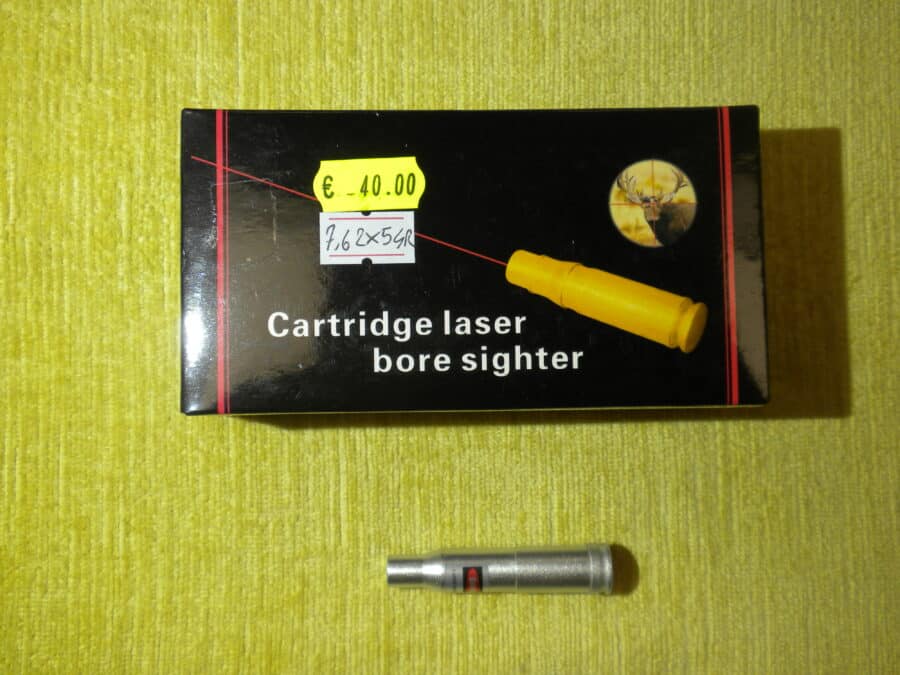 € -40.00
7,62x54R
Cartridge laser
bore sighter